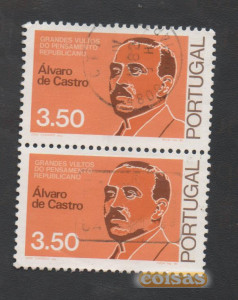 GRANDES VULTOS
DO PENSAMENTO
REPUBLICANO
Álvaro
de Castro
3.50
PORTUGAL
GRANDES VULTOS
DO PENSAMENTO
REPUBLICANO
Álvaro
de Castro
3.50
PORTUGAL
coisas